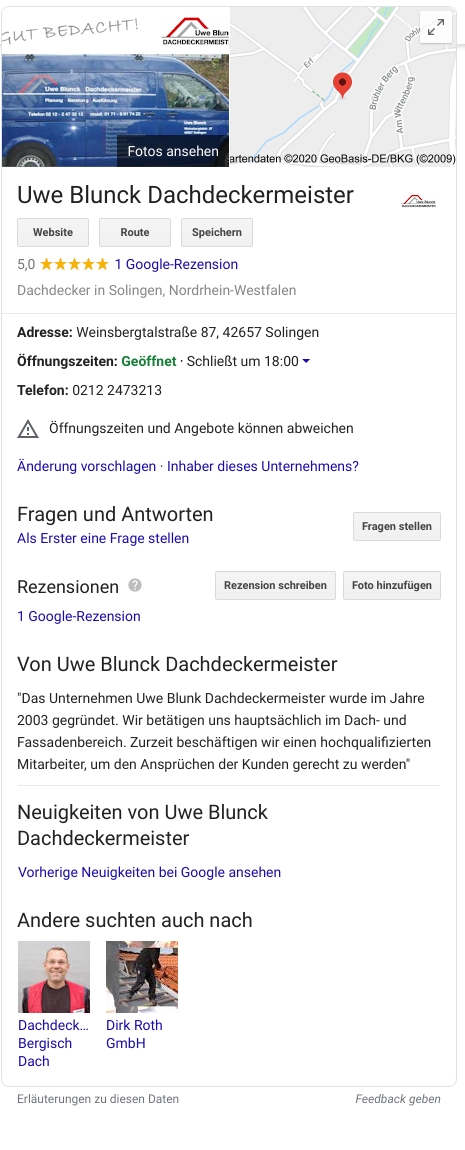 GUT BEDACHT!
Uwe Blun
DACHDECKERMEIST
Uwe Blunck Dachdeckermeister
Planung Beratung Ausführung
Fotos ansehen
Erf
Brühler Berg
Am Wittenberg
artendaten ©2020 GeoBasis-DE/BKG (©2009)
Uwe Blunck Dachdeckermeister
Website
Route
Speichern
5,0 ★★★★★ 1 Google-Rezension
Dachdecker in Solingen, Nordrhein-Westfalen
Adresse: Weinsbergtalstraße 87, 42657 Solingen
Öffnungszeiten: Geöffnet · Schließt um 18:00
Telefon: 0212 2473213
Öffnungszeiten und Angebote können abweichen
Änderung vorschlagen · Inhaber dieses Unternehmens?
Fragen und Antworten
Fragen stellen
Als Erster eine Frage stellen
Rezensionen ?
Rezension schreiben
Foto hinzufügen
1 Google-Rezension
Von Uwe Blunck Dachdeckermeister
"Das Unternehmen Uwe Blunk Dachdeckermeister wurde im Jahre
2003 gegründet. Wir betätigen uns hauptsächlich im Dach- und
Fassadenbereich. Zurzeit beschäftigen wir einen hochqualifizierten
Mitarbeiter, um den Ansprüchen der Kunden gerecht zu werden"
Neuigkeiten von Uwe Blunck
Dachdeckermeister
Vorherige Neuigkeiten bei Google ansehen
Andere suchten auch nach
Dachdeck...
Bergisch
Dach
Dirk Roth
GmbH
Erläuterungen zu diesen Daten
Feedback geben